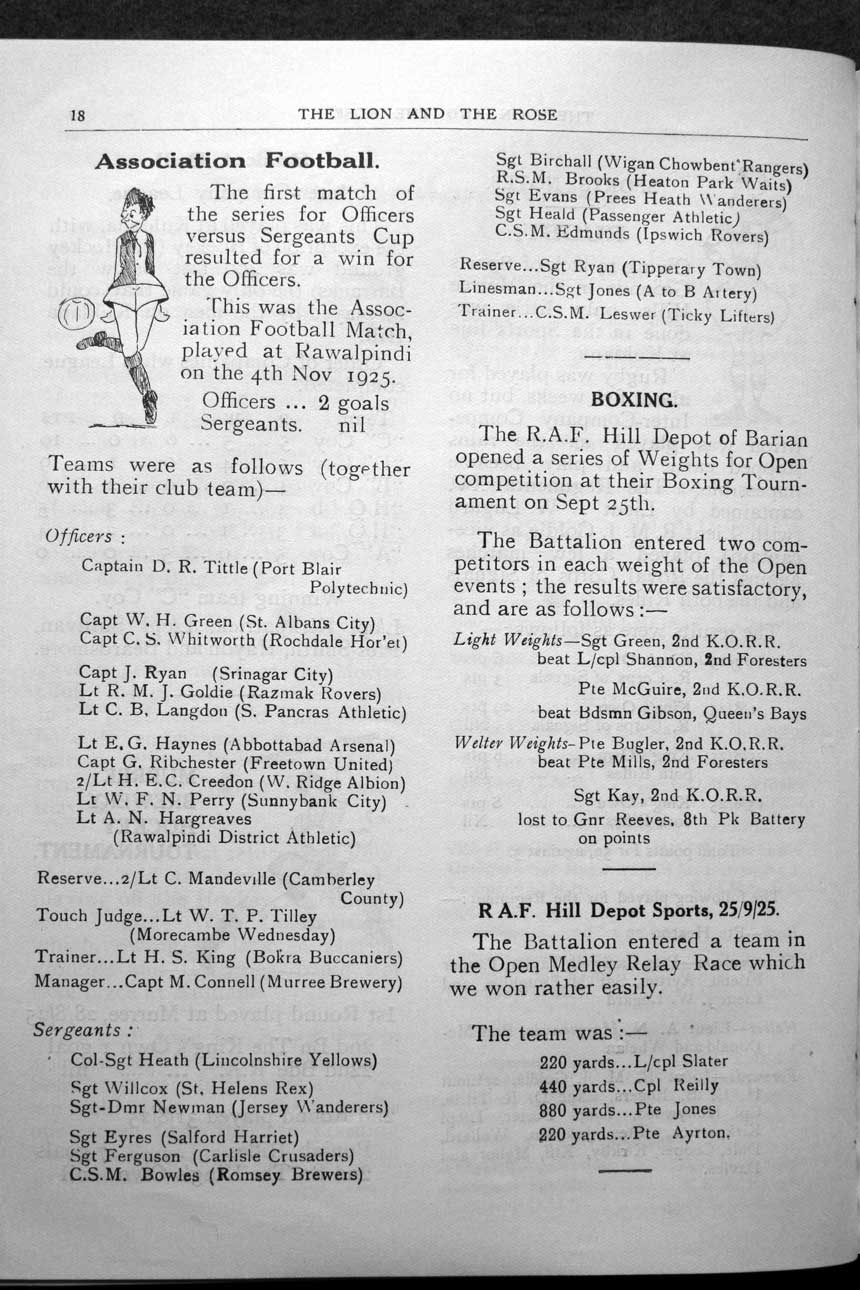 18
THE LION AND THE ROSE
Association Football.
The first match of
the series for Officers
versus Sergeants Cup
resulted for a win for
the Officers.
This was the Assoc-
iation Football Match,
played at Rawalpindi
on the 4th Nov 1925.
Officers ... 2 goals
Sergeants. nil
Teams were as follows (together
with their club team)—
Officers :
Captain D. R. Tittle (Port Blair
Polytechnic)
Capt W. H. Green (St. Albans City)
Capt C. S. Whitworth (Rochdale Hor'et)
Capt J. Ryan (Srinagar City)
Lt R. M. J. Goldie (Razmak Rovers)
Lt C. B. Langdon (S. Pancras Athletic)
Lt E. G. Haynes (Abbottabad Arsenal)
Capt G. Ribchester (Freetown United)
2/Lt H. E. C. Creedon (W. Ridge Albion)
Lt W. F. N. Perry (Sunnybank City)
Lt A. N. Hargreaves
(Rawalpindi District Athletic)
Reserve...2/Lt C. Mandeville (Camberley
County)
Touch Judge...Lt W. T. P. Tilley
(Morecambe Wednesday)
Trainer...Lt H. S. King (Bokra Buccaniers)
Manager...Capt M. Connell (Murree Brewery)
Sergeants :
Col-Sgt Heath (Lincolnshire Yellows)
Sgt Willcox (St. Helens Rex)
Sgt-Dmr Newman (Jersey Wanderers)
Sgt Eyres (Salford Harriet)
Sgt Ferguson (Carlisle Crusaders)
C.S.M. Bowles (Romsey Brewers)
Sgt Birchall (Wigan Chowbent Rangers)
R.S.M. Brooks (Heaton Park Waits)
Sgt Evans (Prees Heath Wanderers)
Sgt Heald (Passenger Athletic)
C.S.M. Edmunds (Ipswich Rovers)
Reserve...Sgt Ryan (Tipperary Town)
Linesman...Sgt Jones (A to B Artery)
Trainer...C.S.M. Leswer (Ticky Lifters)
BOXING.
The R.A.F. Hill Depot of Barian
opened a series of Weights for Open
competition at their Boxing Tourn-
ament on Sept 25th.
The Battalion entered two com-
petitors in each weight of the Open
events ; the results were satisfactory,
and are as follows :—
Light Weights—Sgt Green, 2nd K.O.R.R.
beat L/cpl Shannon, 2nd Foresters
Pte McGuire, 2nd K.O.R.R.
beat Bdsmn Gibson, Queen's Bays
Welter Weights-Pte Bugler, 2nd K.O.R.R.
beat Pte Mills, 2nd Foresters
Sgt Kay, 2nd K.O.R.R.
lost to Gnr Reeves, 8th Pk Battery
on points
R A.F. Hill Depot Sports, 25/9/25.
The Battalion entered a team in
the Open Medley Relay Race which
we won rather easily.
The team was :—
220 yards...L/cpl Slater
440 yards...Cpl Reilly
880 yards...Pte Jones
220 yards...Pte Ayrton.